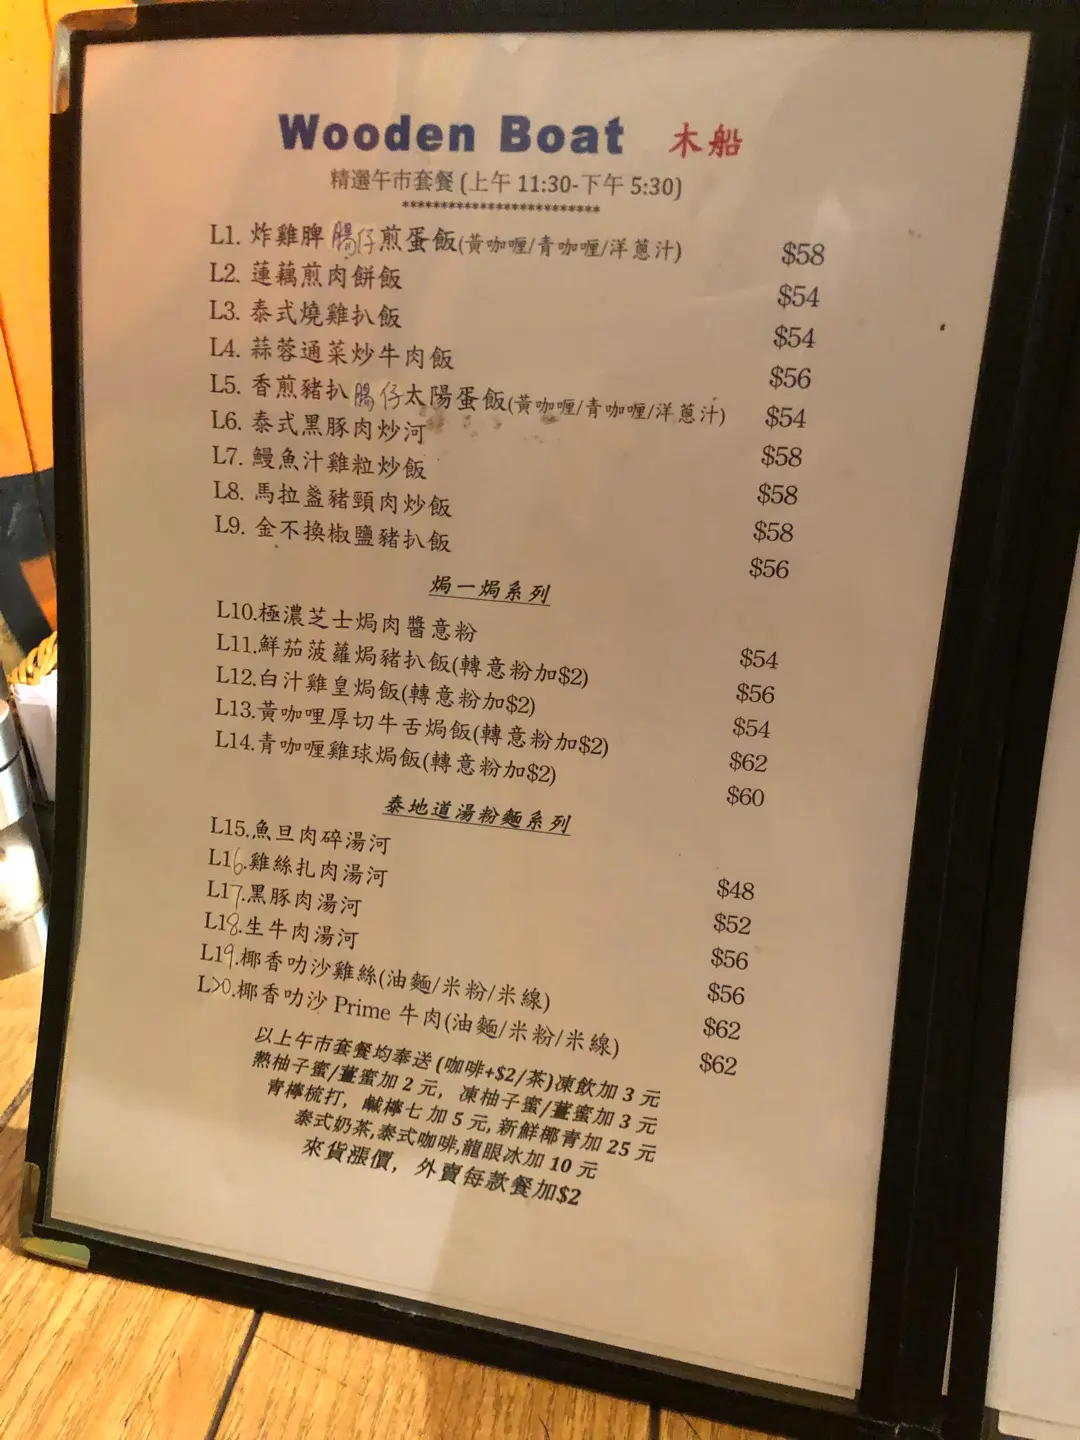 Wooden Boat 木船
精選午市套餐(上午 11:30-下午 5:30)
**************************
L1. 炸雞脾腸仔煎蛋飯(黃咖喱/青咖喱/洋蔥汁) $58
L2. 蓮藕煎肉餅飯 $54
L3. 泰式燒雞扒飯 $54
L4. 蒜蓉通菜炒牛肉飯 $56
L5. 香煎豬扒腸仔太陽蛋飯(黃咖喱/青咖喱/洋蔥汁) $54
L6. 泰式黑豚肉炒河 $58
L7. 鰻魚汁雞粒炒飯 $58
L8. 馬拉盞豬頸肉炒飯 $58
L9. 金不換椒鹽豬扒飯 $56
焗一焗系列
L10.極濃芝士焗肉醬意粉 $54
L11.鮮茄菠蘿焗豬扒飯(轉意粉加$2) $56
L12.白汁雞皇焗飯(轉意粉加$2) $54
L13.黃咖哩厚切牛舌焗飯(轉意粉加$2) $62
L14.青咖喱雞球焗飯(轉意粉加$2) $60
泰地道湯粉麵系列
L15.魚旦肉碎湯河 $48
L16.雞絲扎肉湯河 $52
L17.黑豚肉湯河 $56
L18.生牛肉湯河 $56
L19.椰香叻沙雞絲(油麵/米粉/米線) $62
L20.椰香叻沙 Prime 牛肉(油麵/米粉/米線) $62
以上午市套餐均奉送 (咖啡+$2/茶)凍飲加 3 元
熱柚子蜜/薑蜜加 2 元, 凍柚子蜜/薑蜜加 3 元
青檸梳打, 鹹檸七 加 5 元, 新鮮椰青加 25 元
泰式奶茶,泰式咖啡,龍眼冰加 10 元
來貨漲價, 外賣每款餐加$2